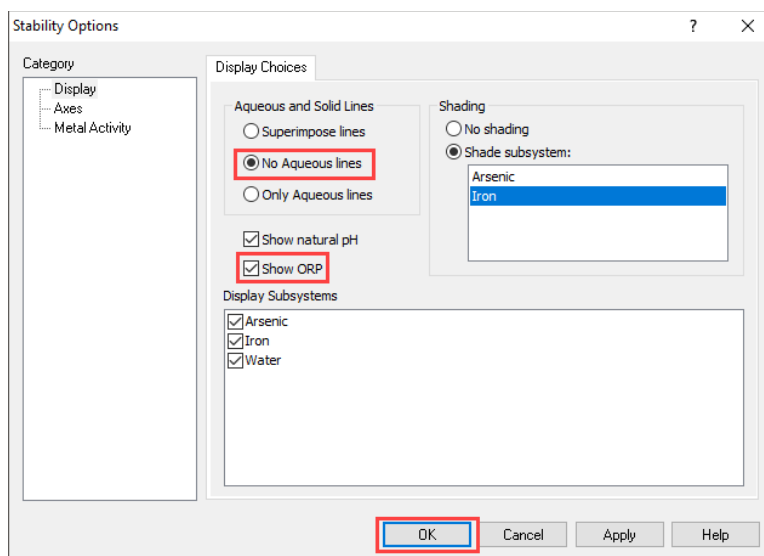 Stability Options
?
Category
Display
Axes
Metal Activity
Display Choices
Aqueous and Solid Lines
Superimpose lines
No Aqueous lines
Only Aqueous lines
Shading
No shading
Shade subsystem:
Arsenic
Iron
Show natural pH
Show ORP
Display Subsystems
Arsenic
Iron
Water
OK
Cancel
Apply
Help